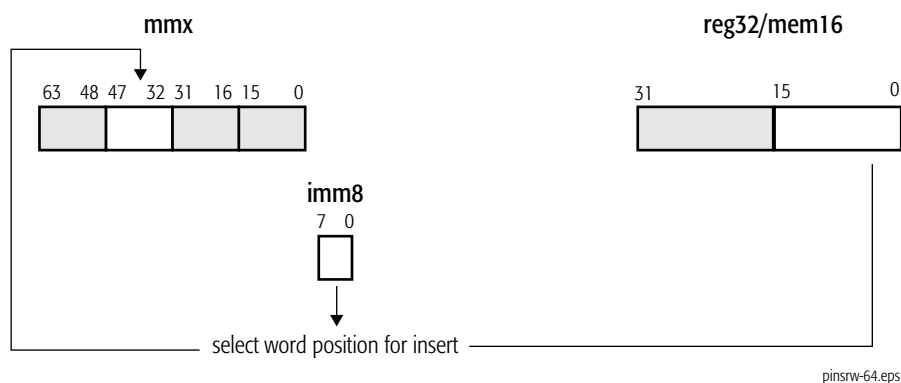 mmx
reg32/mem16
63 48 47 32 31 16 15 0
31 15 0
imm8
7 0
select word position for insert
pinsrw-64.eps